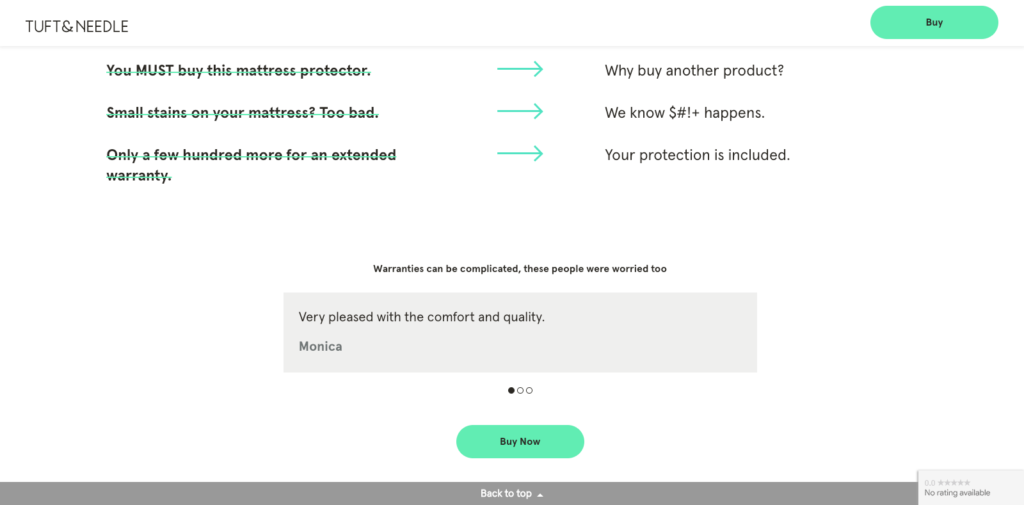 TUFT&NEEDLE
Buy
You MUST buy this mattress protector.
Why buy another product?
Small stains on your mattress? Too bad.
We know $#!+ happens.
Only a few hundred more for an extended
warranty.
Your protection is included.
Warranties can be complicated, these people were worried too
Very pleased with the comfort and quality.
Monica
Buy Now
Back to top
0.0 ★★★★★
No rating available